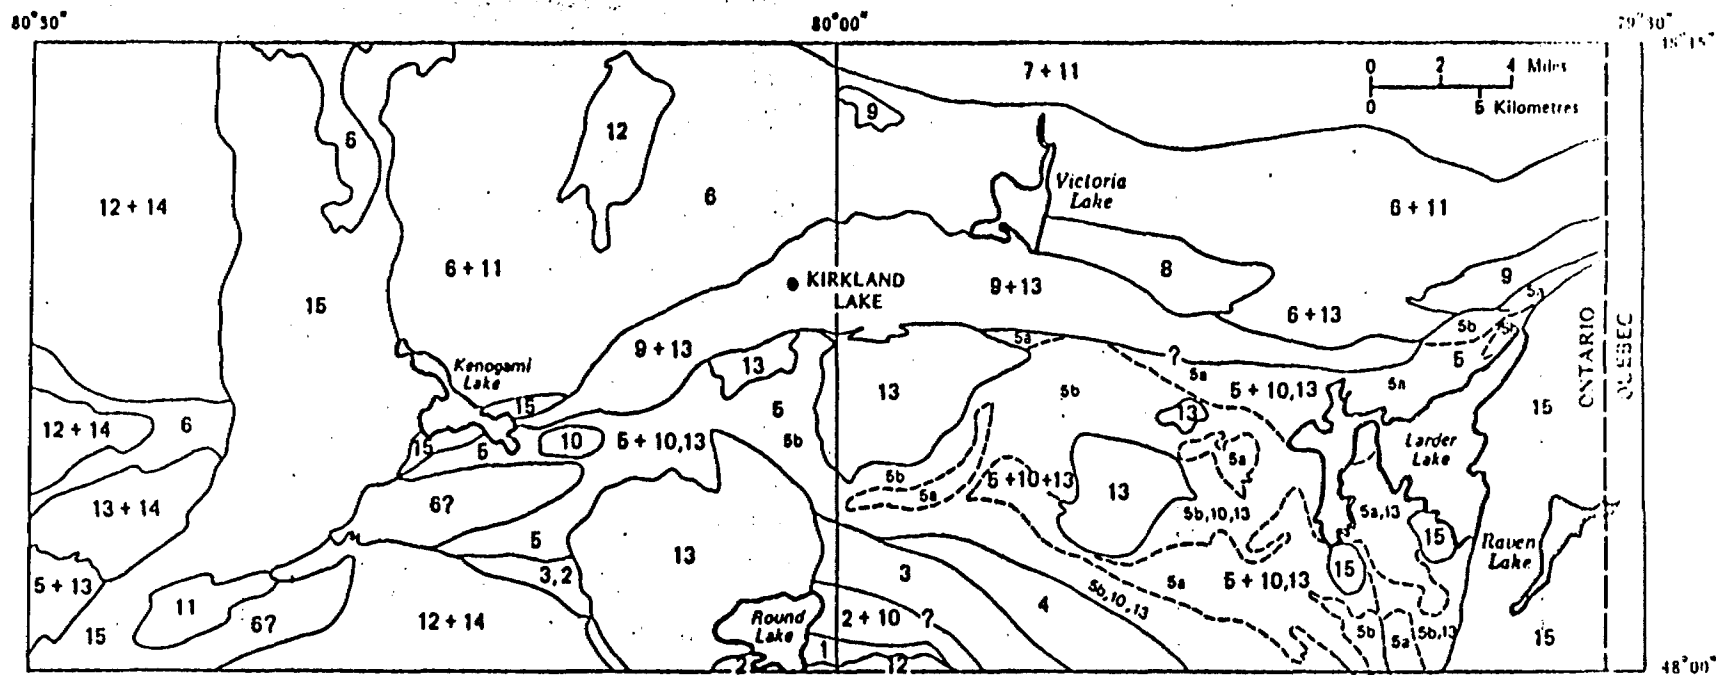 80°30" 80°00" 79°30"
48°15"
7 + 11
0 2 4 Miles
0 5 Kilometres
9
12
6
Victoria
Lake
12 + 14
6
6 + 11
6 + 11
8
9
KIRKLAND
LAKE
9+13
15
6 + 13
5b
ONTARIO
QUEBEC
9 + 13
5a
?
5
Kenogami
Lake
13
5a
13
5b
5 + 10,13
5a
15
15
5
13
12 + 14
6
10
5 + 10,13
5b
Larder
Lake
15
5
5a
5b
5a
5 + 10 + 13
13
6?
13 + 14
5b,10,13
5a,13
15
5
13
Raven
Lake
3,2
3
5a
5 + 10,13
15
5 + 13
11
4
5b,10,13
6?
12 + 14
Round
Lake
2 + 10
?
15
5b
5a
5b,13
15
1
2
12
48°00"